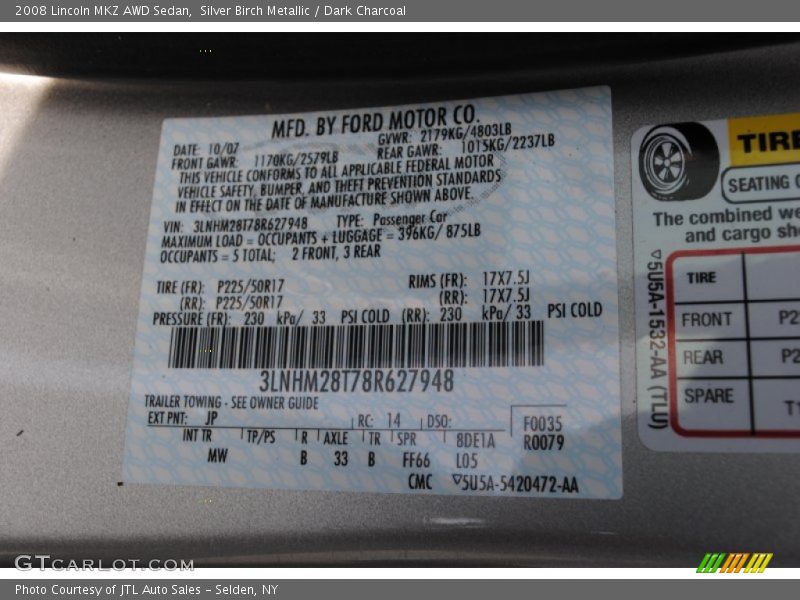 2008 Lincoln MKZ AWD Sedan,  Silver Birch Metallic / Dark Charcoal
MFD. BY FORD MOTOR CO.
DATE: 10/07 GVWR: 2179KG/4803LB
FRONT GAWR: 1170KG/2579LB REAR GAWR: 1015KG/2237LB
THIS VEHICLE CONFORMS TO ALL APPLICABLE FEDERAL MOTOR
VEHICLE SAFETY, BUMPER, AND THEFT PREVENTION STANDARDS
IN EFFECT ON THE DATE OF MANUFACTURE SHOWN ABOVE.
VIN: 3LNHM28T78R627948 TYPE: Passenger Car
MAXIMUM LOAD = OCCUPANTS + LUGGAGE = 396KG/ 875LB
OCCUPANTS = 5 TOTAL; 2 FRONT, 3 REAR
TIRE (FR): P225/50R17 RIMS (FR): 17X7.5J
(RR): P225/50R17 (RR): 17X7.5J
PRESSURE (FR): 230 kPa/ 33 PSI COLD (RR): 230 kPa/ 33 PSI COLD
3LNHM28T78R627948
TRAILER TOWING - SEE OWNER GUIDE
EXT PNT: JP RC: 14 DSO: F0035
INT TR TP/PS R AXLE TR SPR 8DE1A R0079
MW B 33 B FF66 L05
CMC ▽5U5A-5420472-AA
TIRE
SEATING
The combined we
and cargo sho
▽5U5A-1532-AA (TLU)
TIRE
FRONT P2
REAR P2
SPARE T1
GTCARLOT.COM
Photo Courtesy of JTL Auto Sales - Selden, NY